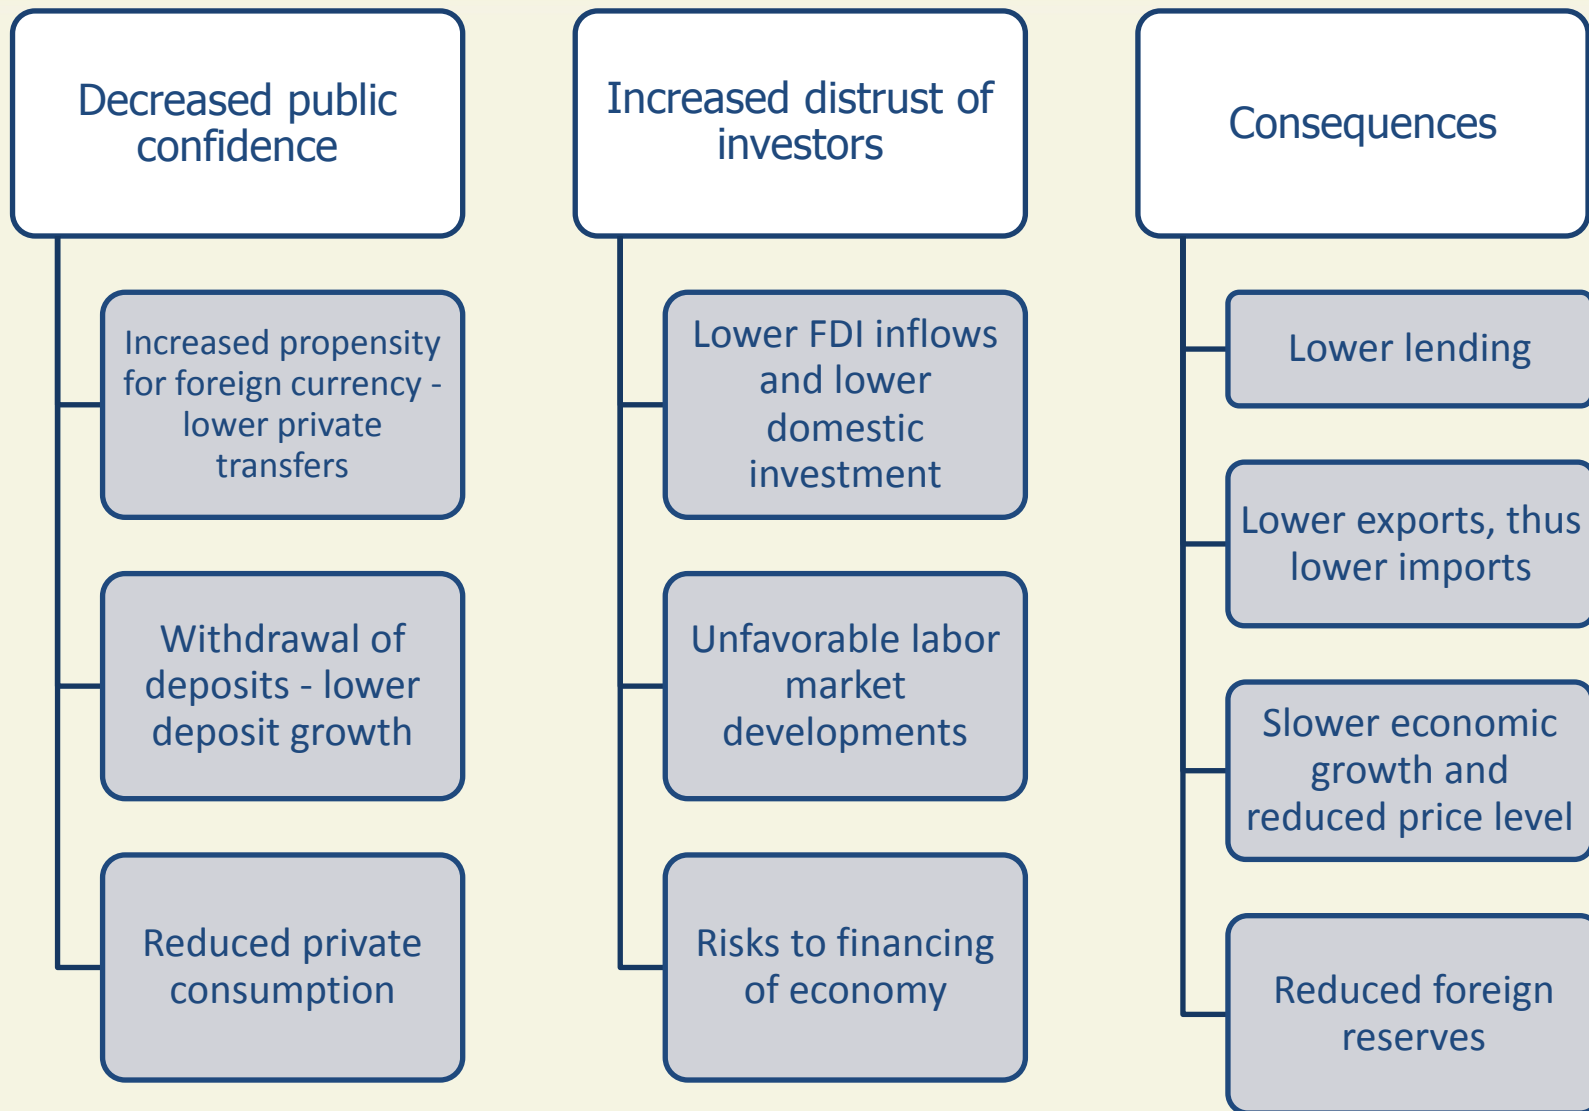 Decreased public
confidence
Increased propensity
for foreign currency -
lower private
transfers
Withdrawal of
deposits - lower
deposit growth
Reduced private
consumption
Increased distrust of
investors
Lower FDI inflows
and lower
domestic
investment
Unfavorable labor
market
developments
Risks to financing
of economy
Consequences
Lower lending
Lower exports, thus
lower imports
Slower economic
growth and
reduced price level
Reduced foreign
reserves